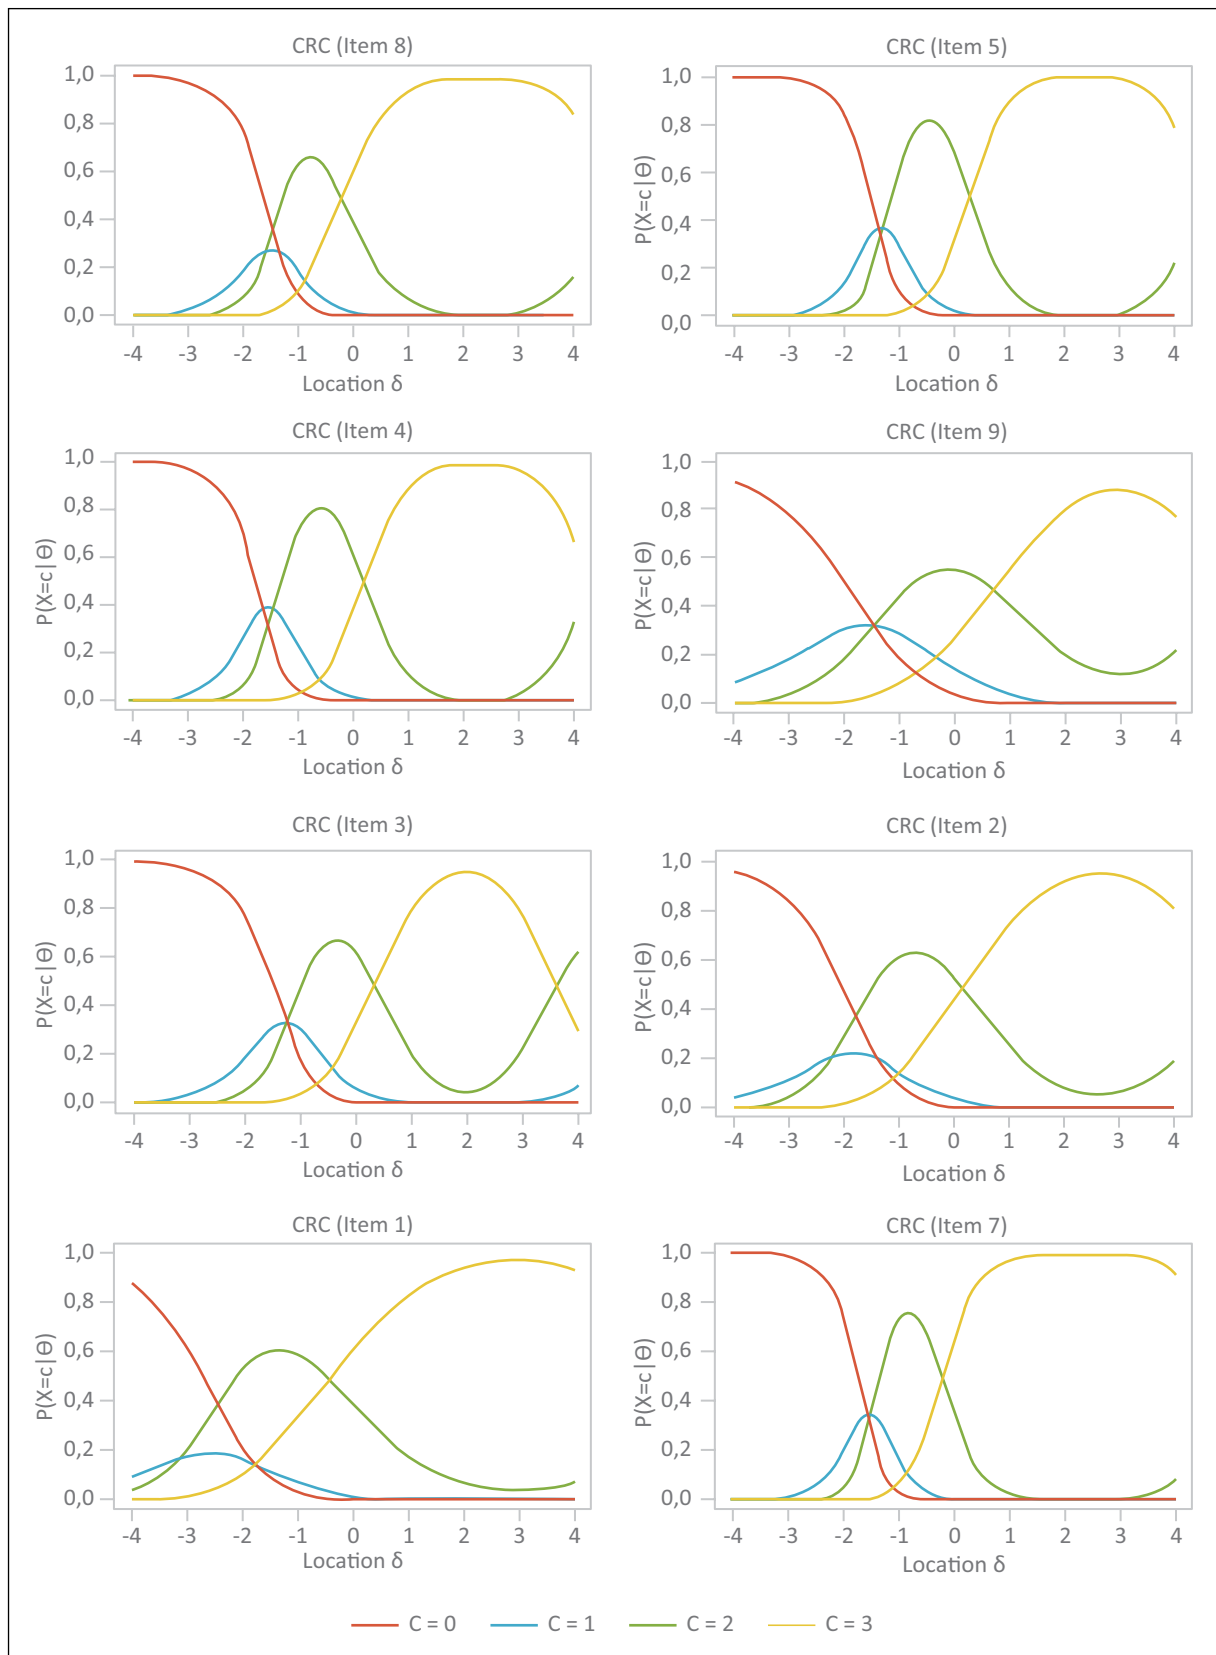 CRC (Item 8)
1,0
0,8
0,6
0,4
0,2
0,0
-4 -3 -2 -1 0 1 2 3 4
Location δ
CRC (Item 5)
P(X=c|Θ)
1,0
0,8
0,6
0,4
0,2
0,0
-4 -3 -2 -1 0 1 2 3 4
Location δ
CRC (Item 4)
P(X=c|Θ)
1,0
0,8
0,6
0,4
0,2
0,0
-4 -3 -2 -1 0 1 2 3 4
Location δ
CRC (Item 9)
P(X=c|Θ)
1,0
0,8
0,6
0,4
0,2
0,0
-4 -3 -2 -1 0 1 2 3 4
Location δ
CRC (Item 3)
P(X=c|Θ)
1,0
0,8
0,6
0,4
0,2
0,0
-4 -3 -2 -1 0 1 2 3 4
Location δ
CRC (Item 2)
P(X=c|Θ)
1,0
0,8
0,6
0,4
0,2
0,0
-4 -3 -2 -1 0 1 2 3 4
Location δ
CRC (Item 1)
P(X=c|Θ)
1,0
0,8
0,6
0,4
0,2
0,0
-4 -3 -2 -1 0 1 2 3 4
Location δ
CRC (Item 7)
P(X=c|Θ)
1,0
0,8
0,6
0,4
0,2
0,0
-4 -3 -2 -1 0 1 2 3 4
Location δ
C = 0 C = 1 C = 2 C = 3